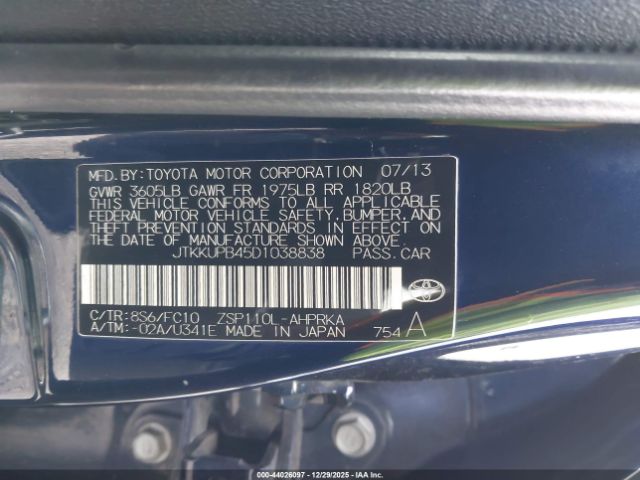 MFD.BY:TOYOTA MOTOR CORPORATION 07/13
GVWR 3605LB GAWR FR 1975LB RR 1820LB
THIS VEHICLE CONFORMS TO ALL APPLICABLE
FEDERAL MOTOR VEHICLE SAFETY, BUMPER, AND
THEFT PREVENTION STANDARDS IN EFFECT ON
THE DATE OF MANUFACTURE SHOWN ABOVE.
JTKKUPB45D1038838 PASS.CAR
C/TR:8S6/FC10 ZSP110L-AHPRKA
A/TM:-02A/U341E MADE IN JAPAN 754 A
IAA 000-44026097 - 12/29/2025 - IAAI.com